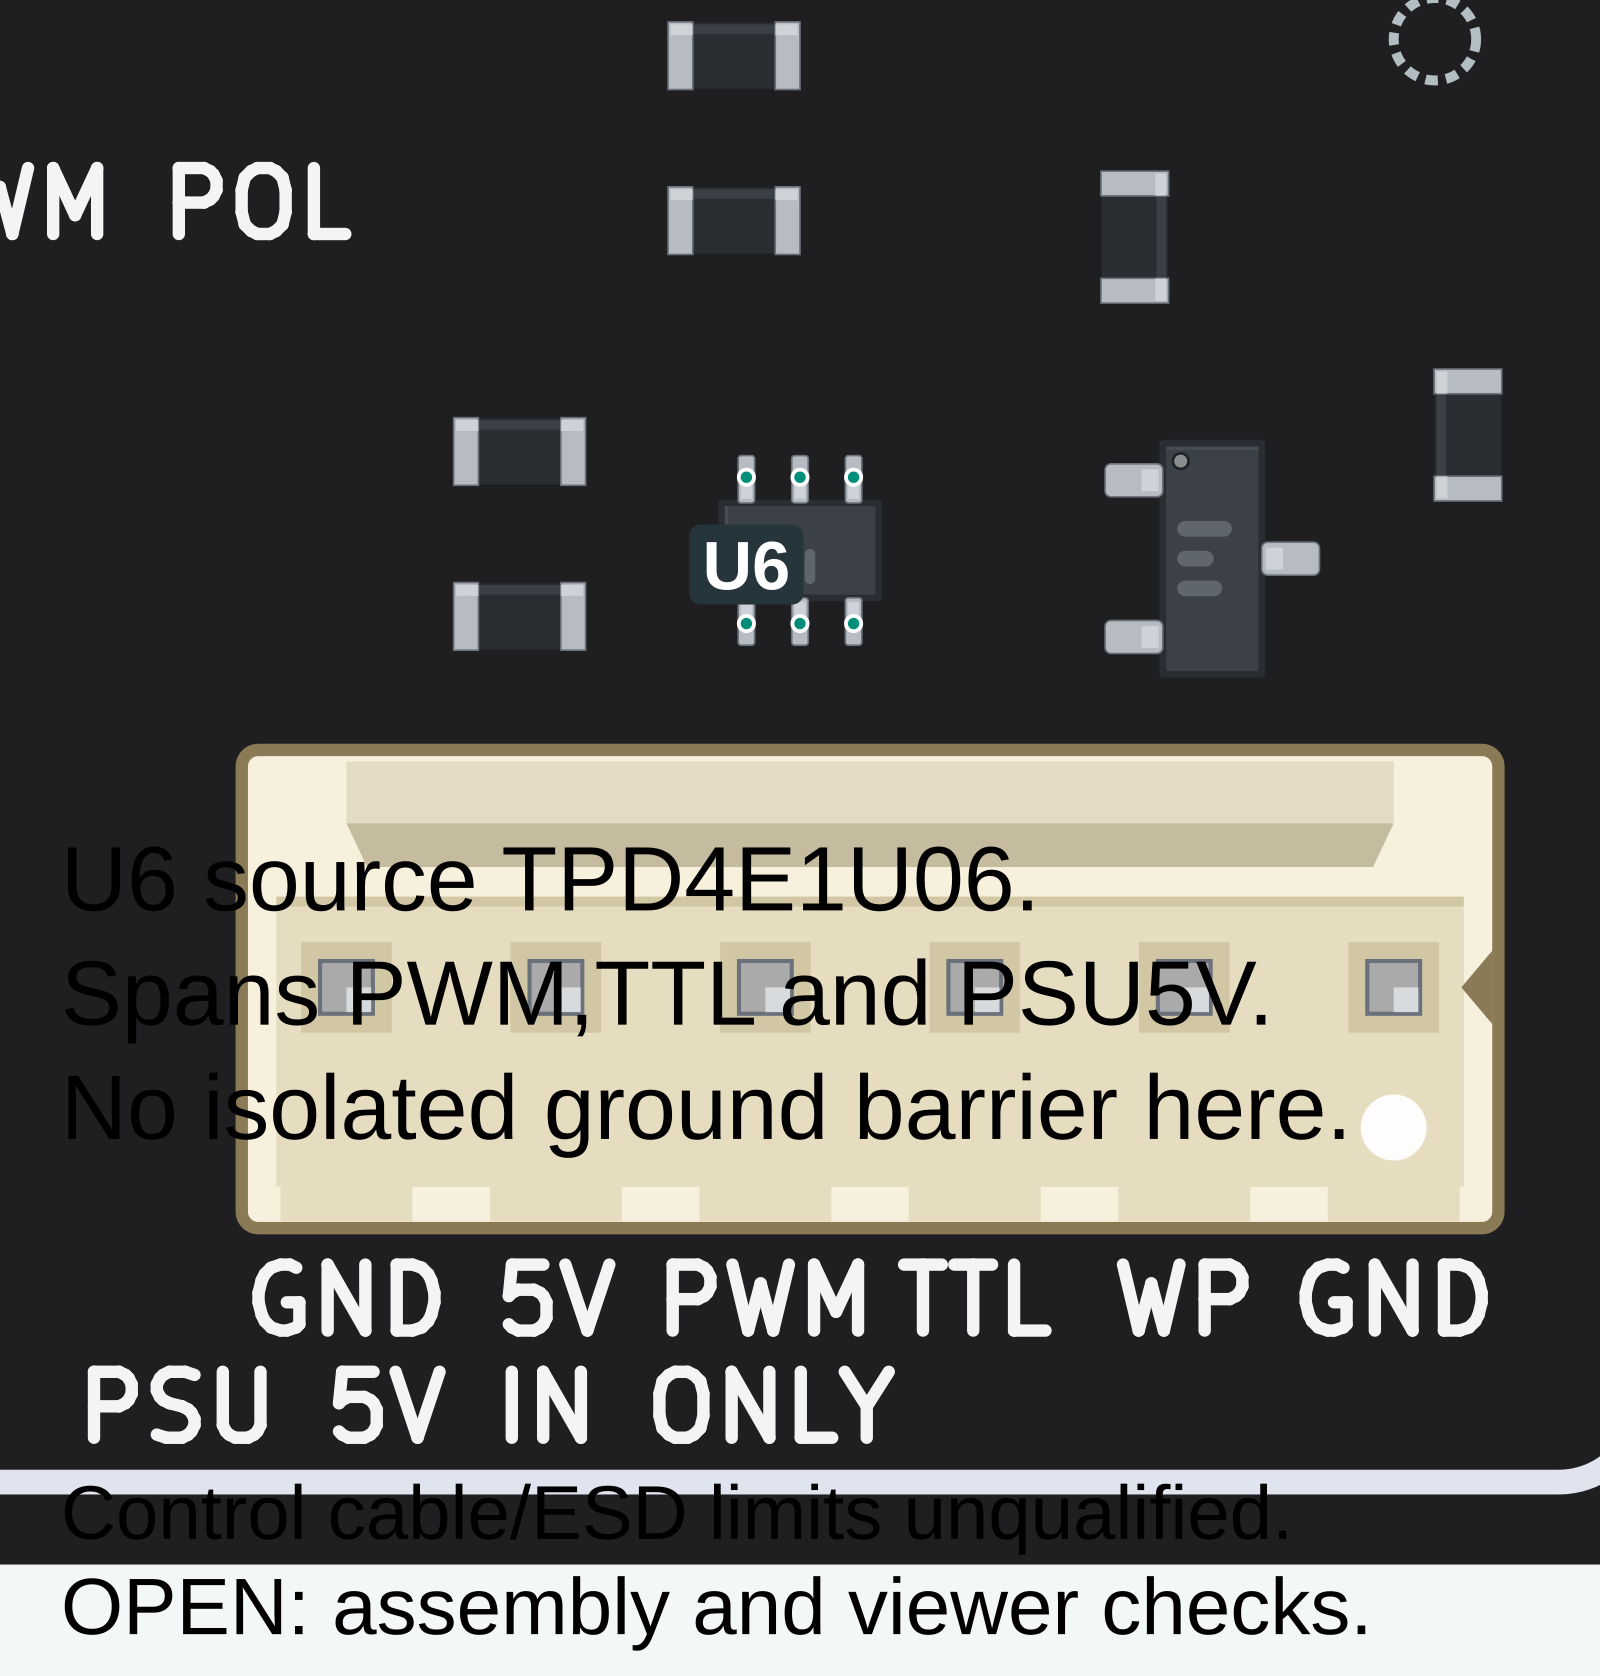 WM POL
U6
U6 source TPD4E1U06.
Spans PWM,TTL and PSU5V.
No isolated ground barrier here.
GND 5V PWM TTL WP GND
PSU 5V IN ONLY
Control cable/ESD limits unqualified.
OPEN: assembly and viewer checks.